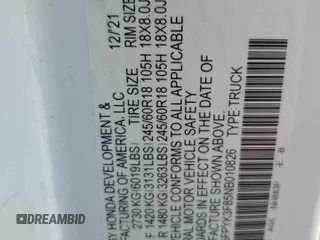 Y HONDA DEVELOPMENT &
FACTURING OF AMERICA, LLC 12/'21
2730 KG(6019LBS) TIRE SIZE RIM SIZE
F 1420 KG(3131LBS) 245/60R18 105H 18X8.0J
R 1480 KG(3263LBS) 245/60R18 105H 18X8.0J
VEHICLE CONFORMS TO ALL APPLICABLE
RAL MOTOR VEHICLE SAFETY
IN EFFECT ON THE DATE OF
FACTURE SHOWN ABOVE.
FPYK3F85NB010826 TYPE:TRUCK
- E -B